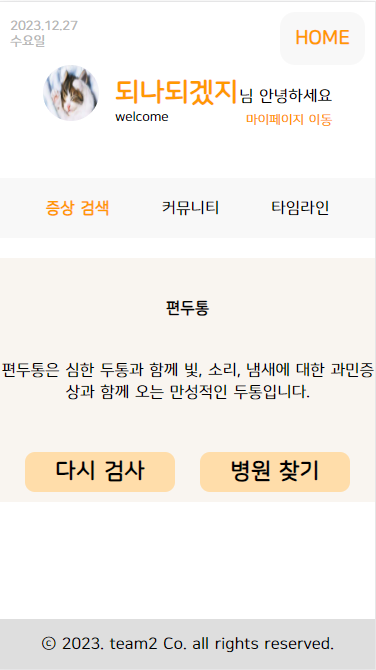 2023.12.27
수요일
HOME
되나되겠지님 안녕하세요
welcome
마이페이지 이동
증상 검색 커뮤니티 타임라인
편두통
편두통은 심한 두통과 함께 빛, 소리, 냄새에 대한 과민증
상과 함께 오는 만성적인 두통입니다.
다시 검사 병원 찾기
ⓒ 2023. team2 Co. all rights reserved.